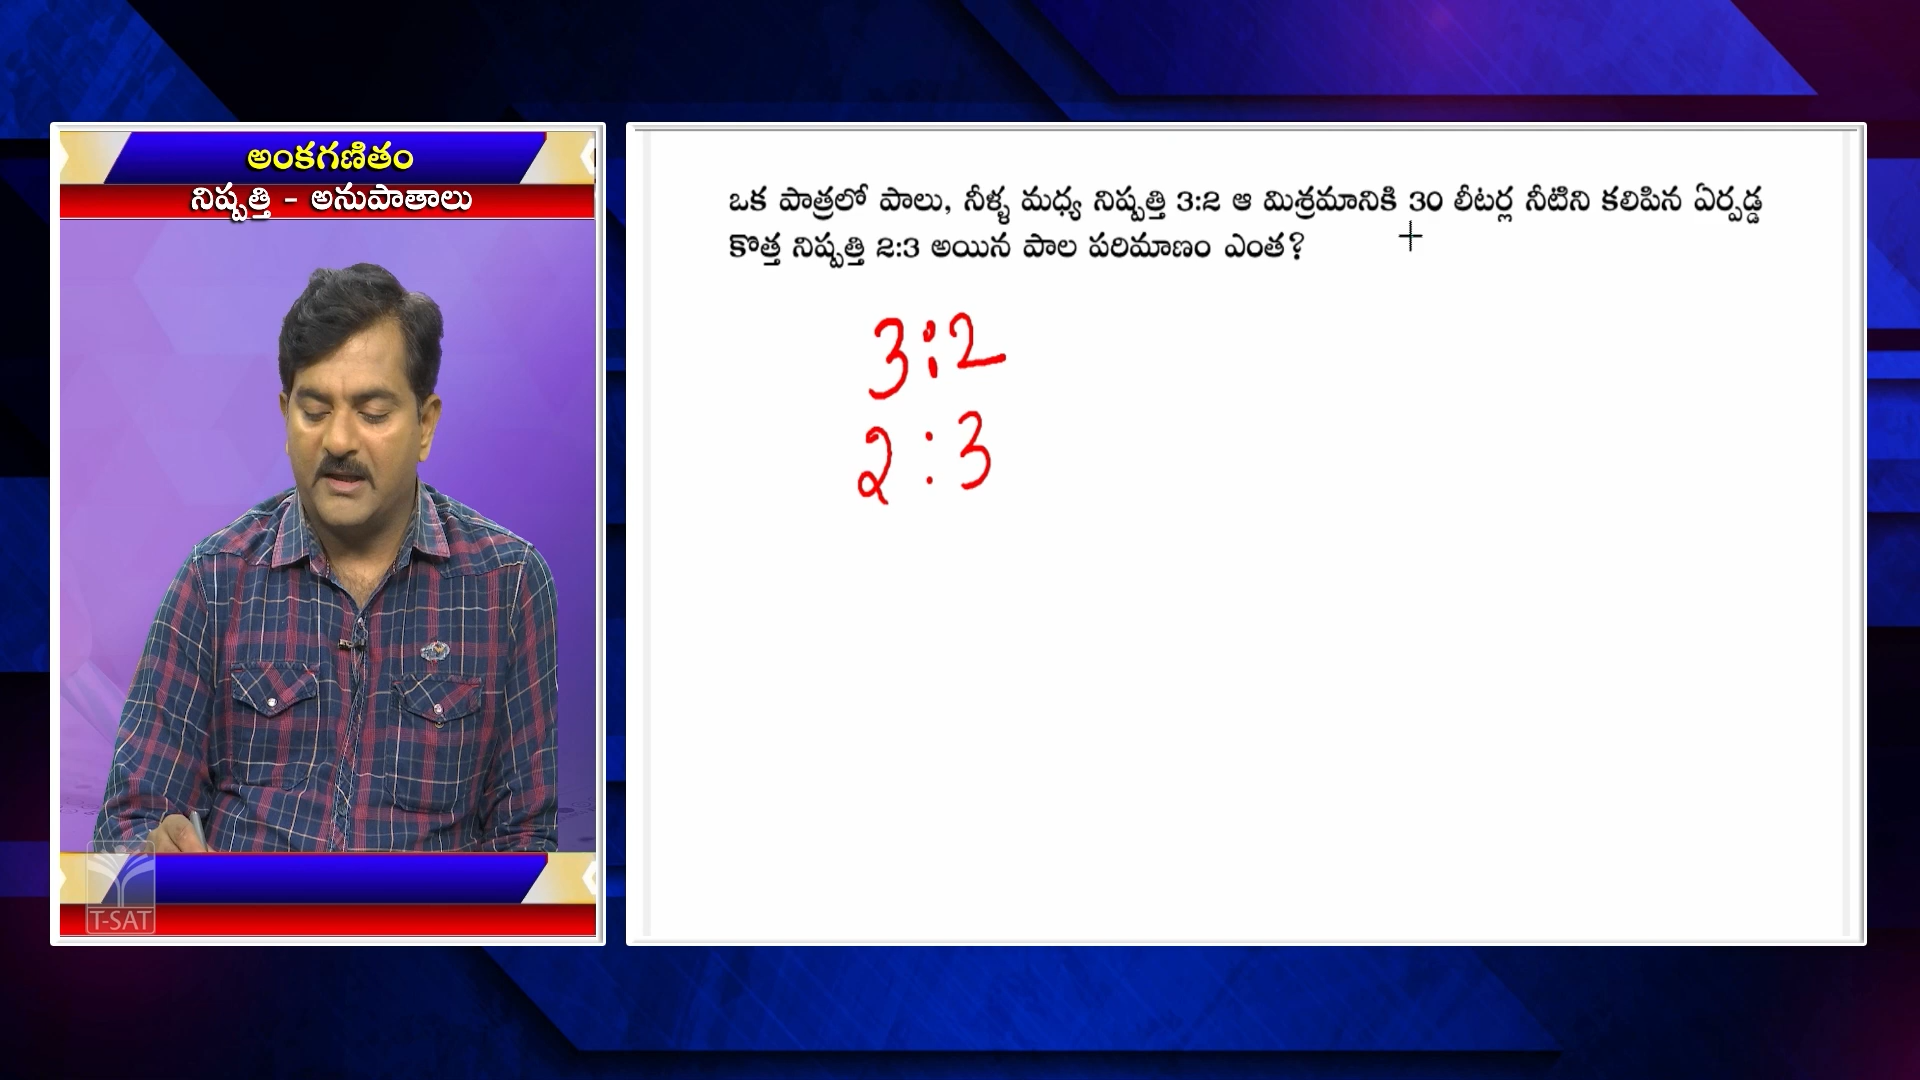 అంకగణితం
నిష్పత్తి - అనుపాతాలు
ఒక పాత్రలో పాలు, నీళ్ళ మధ్య నిష్పత్తి 3:2 ఆ మిశ్రమానికి 30 లీటర్ల నీటిని కలిపిన ఏర్పడ్డ
కొత్త నిష్పత్తి 2:3 అయిన పాల పరిమాణం ఎంత?
3:2
2:3
T-SAT